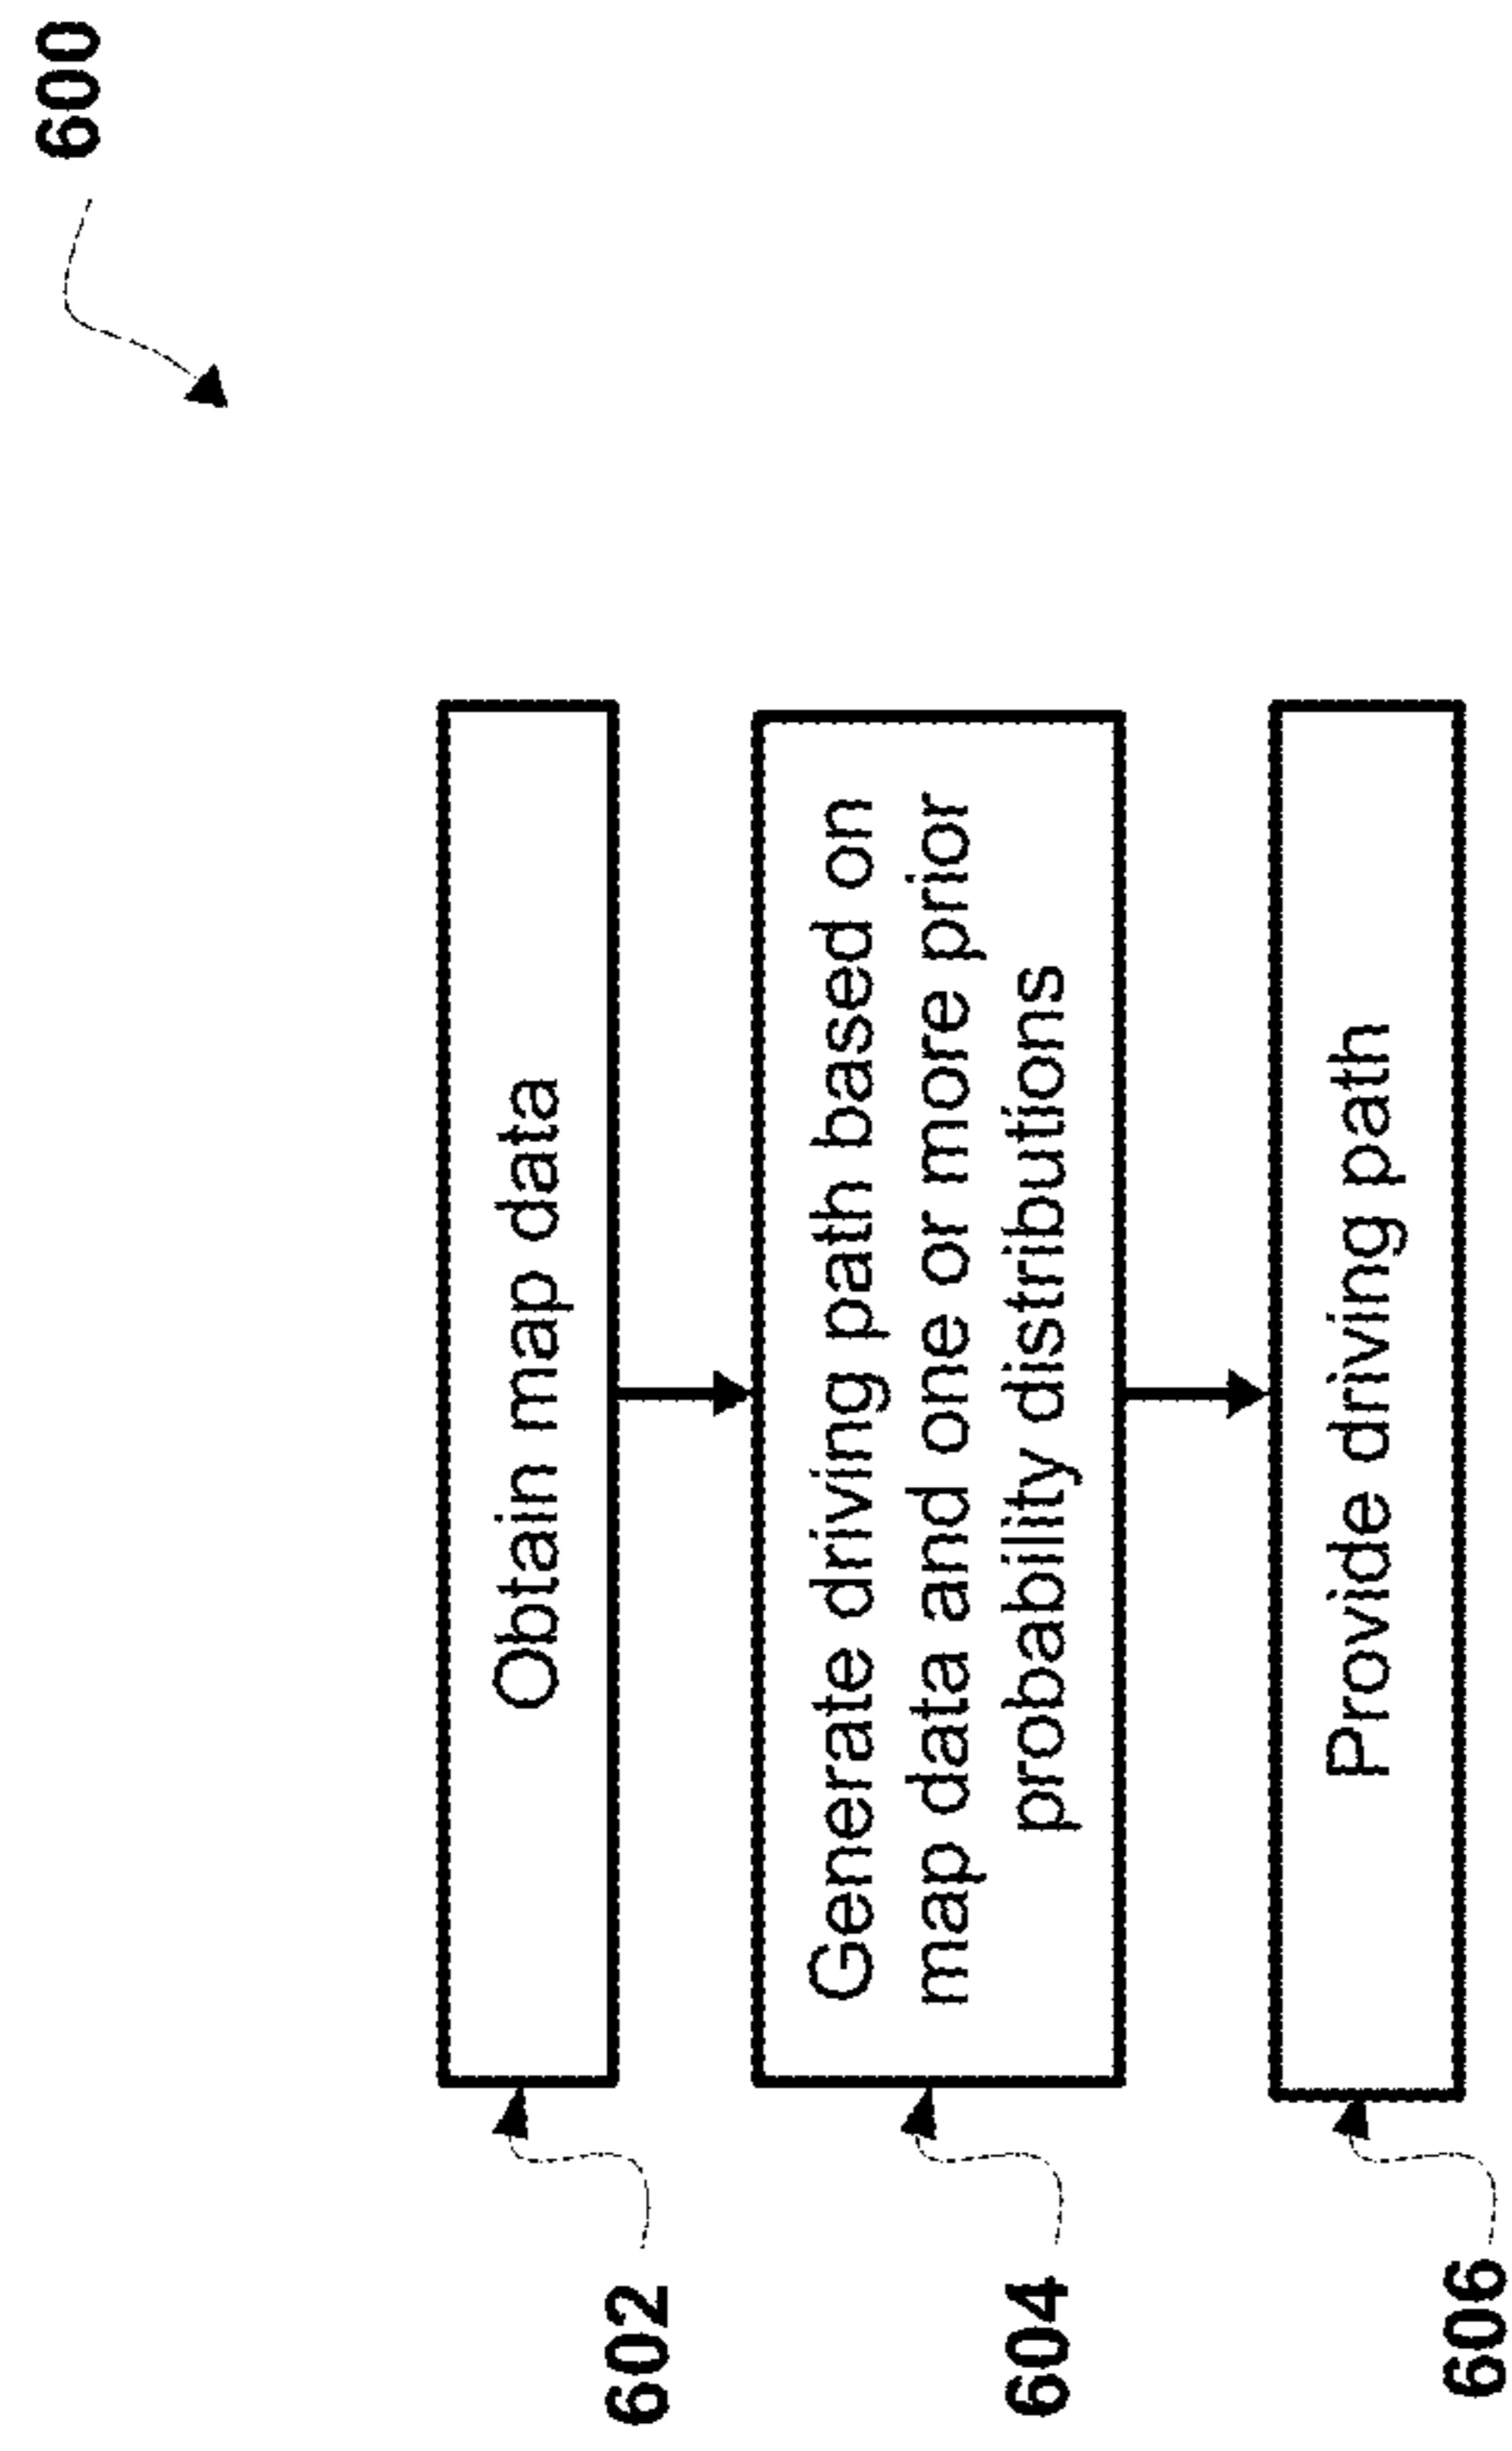 600
602
Obtain map data
604
Generate driving path based on
map data and one or more prior
probability distributions
606
Provide driving path